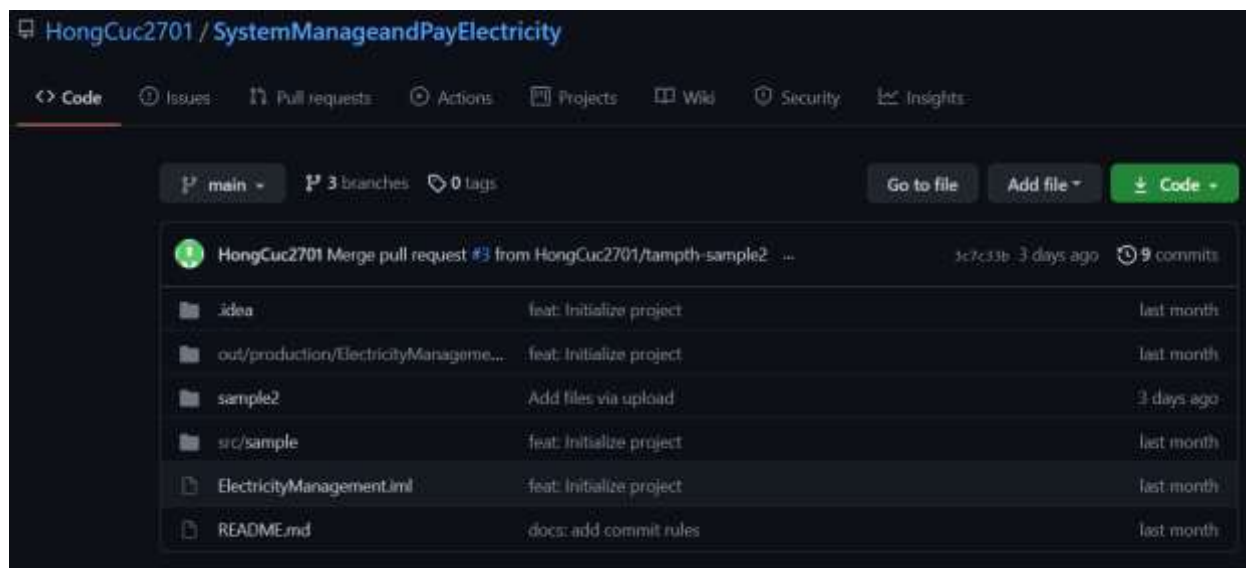 HongCuc2701 / SystemManageandPayElectricity
<> Code Issues Pull requests Actions Projects Wiki Security Insights
main 3 branches 0 tags Go to file Add file Code
HongCuc2701 Merge pull request #3 from HongCuc2701/tampth-sample2 ... 3c7c33b 3 days ago 9 commits
.idea feat: Initialize project last month
out/production/ElectricityManageme... feat: Initialize project last month
sample2 Add files via upload 3 days ago
src/sample feat: Initialize project last month
ElectricityManagement.iml feat: Initialize project last month
README.md docs: add commit rules last month